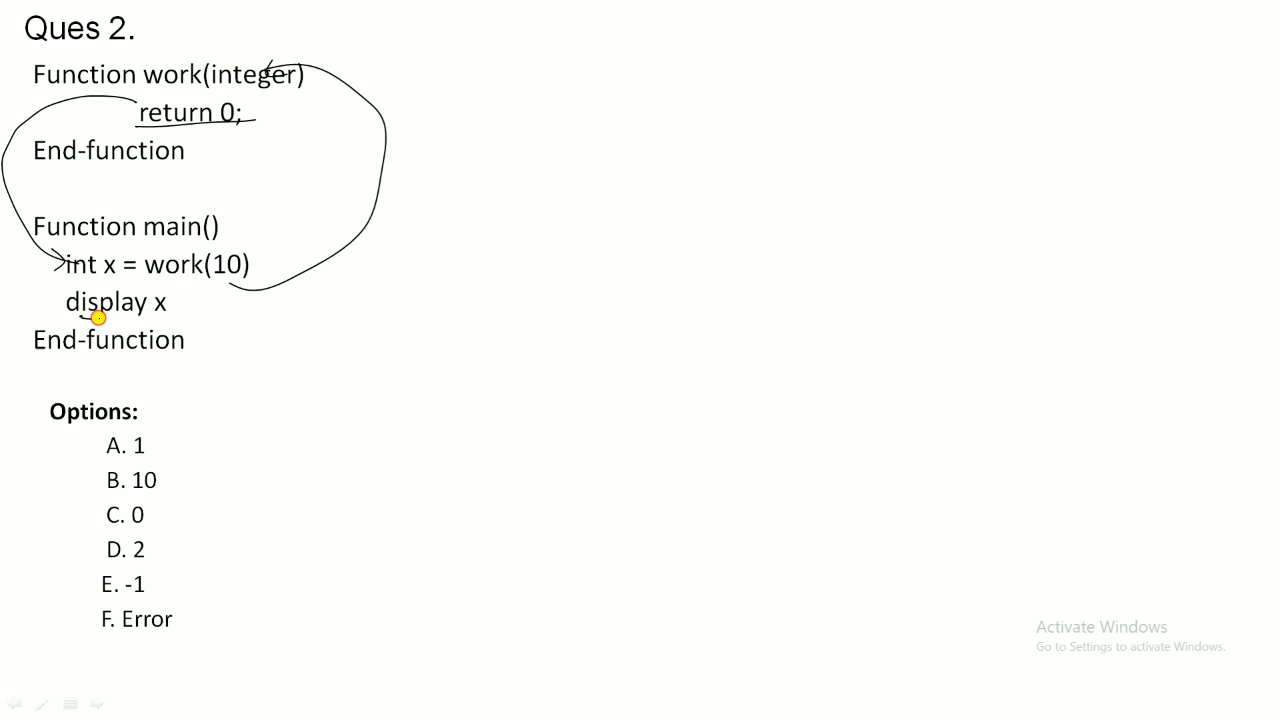 Ques 2.
Function work(integer)
return 0;
End-function
Function main()
int x = work(10)
display x
End-function
Options:
A. 1
B. 10
C. 0
D. 2
E. -1
F. Error
Activate Windows
Go to Settings to activate Windows.